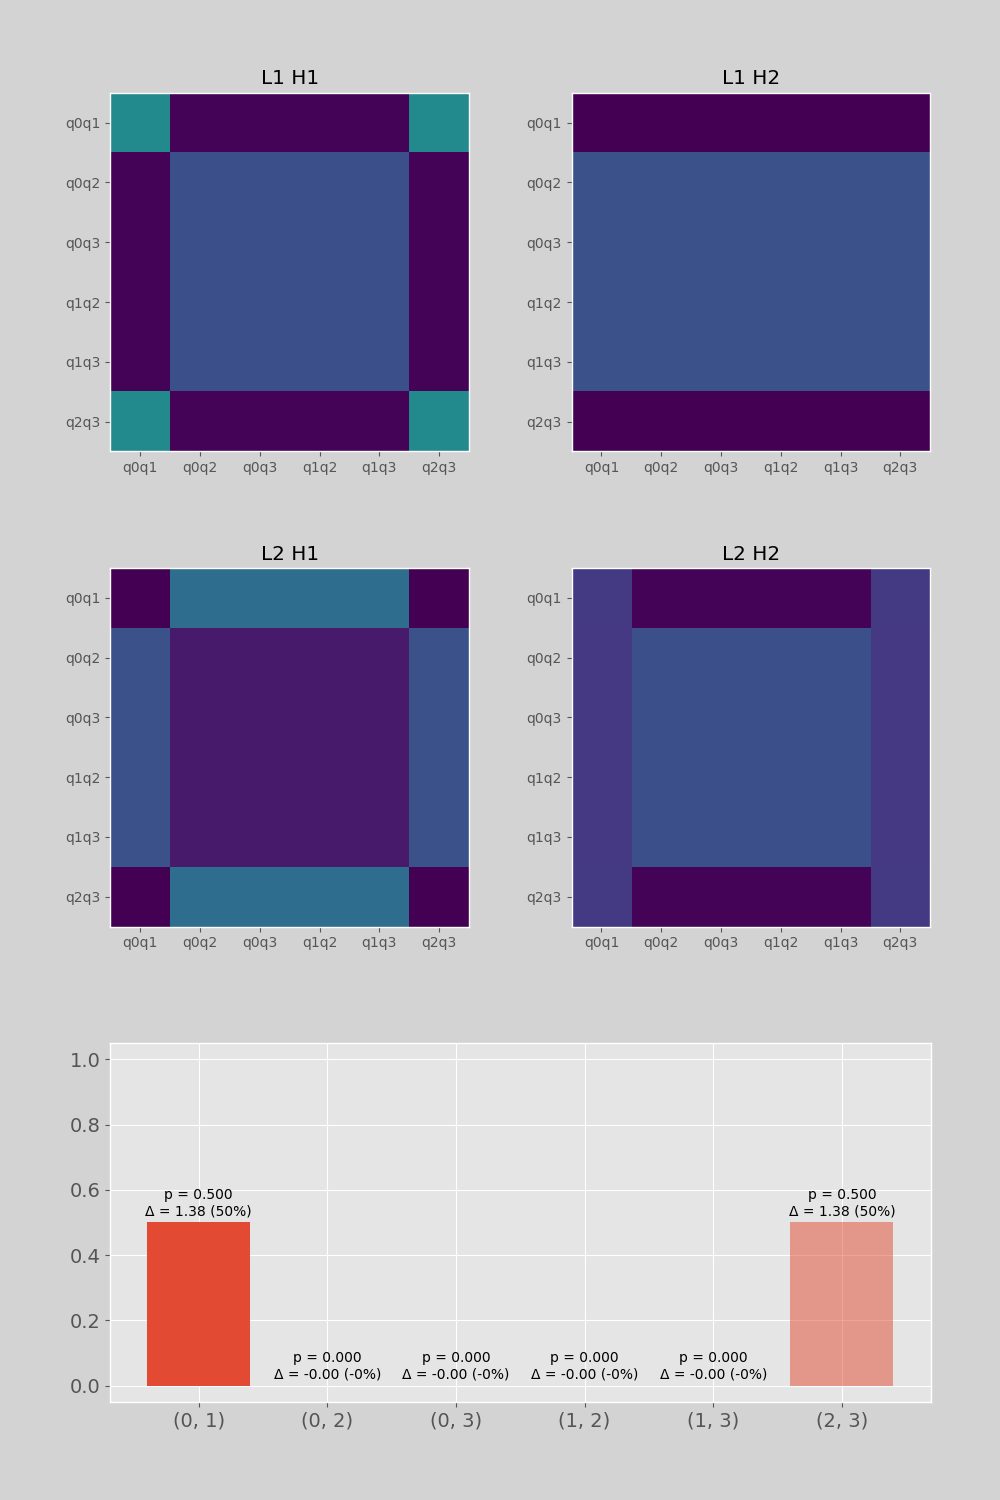 L1 H1
L1 H2
q0q1
q0q2
q0q3
q1q2
q1q3
q2q3
q0q1 q0q2 q0q3 q1q2 q1q3 q2q3
q0q1
q0q2
q0q3
q1q2
q1q3
q2q3
q0q1 q0q2 q0q3 q1q2 q1q3 q2q3
L2 H1
L2 H2
q0q1
q0q2
q0q3
q1q2
q1q3
q2q3
q0q1 q0q2 q0q3 q1q2 q1q3 q2q3
q0q1
q0q2
q0q3
q1q2
q1q3
q2q3
q0q1 q0q2 q0q3 q1q2 q1q3 q2q3
1.0
0.8
0.6
0.4
0.2
0.0
p = 0.500
Δ = 1.38 (50%)
p = 0.000
Δ = -0.00 (-0%)
p = 0.000
Δ = -0.00 (-0%)
p = 0.000
Δ = -0.00 (-0%)
p = 0.000
Δ = -0.00 (-0%)
p = 0.500
Δ = 1.38 (50%)
(0, 1) (0, 2) (0, 3) (1, 2) (1, 3) (2, 3)